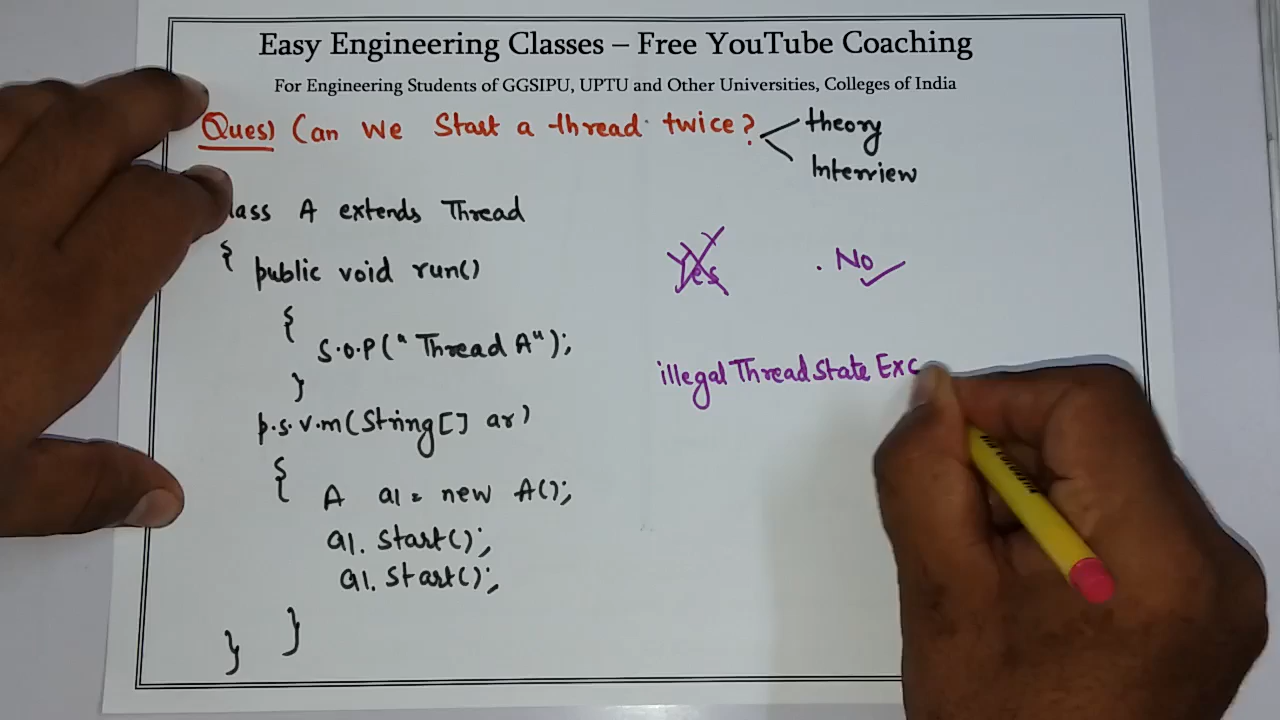 Easy Engineering Classes – Free YouTube Coaching
For Engineering Students of GGSIPU, UPTU and Other Universities, Colleges of India
Ques) Can We Start a thread twice?
theory
Interview
lass A extends Thread
{ public void run()
{
S.O.P("Thread A");
}
p.s.v.m(String[] ar)
{ A a1 = new A();
a1. Start();
a1. Start();
}
}
Yes
. No
illegalThreadState Exc